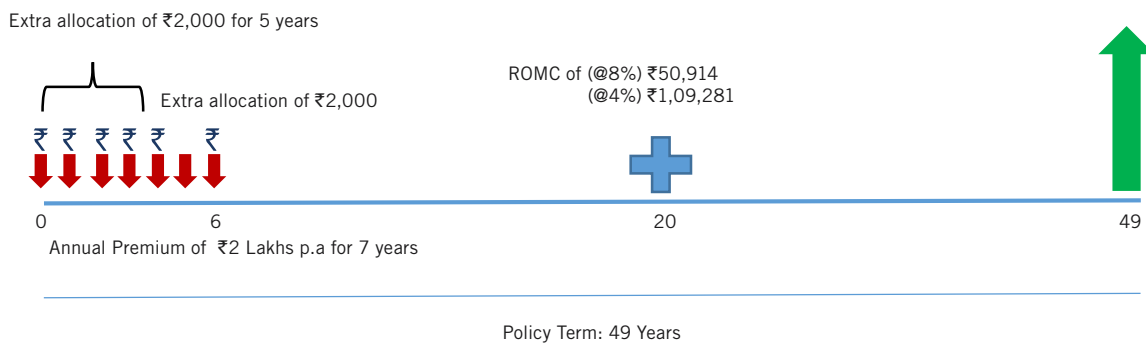 Extra allocation of ₹2,000 for 5 years
Extra allocation of ₹2,000
ROMC of (@8%) ₹50,914
(@4%) ₹1,09,281
₹ ₹ ₹ ₹ ₹ ₹
0 6 20 49
Annual Premium of ₹2 Lakhs p.a for 7 years
Policy Term: 49 Years